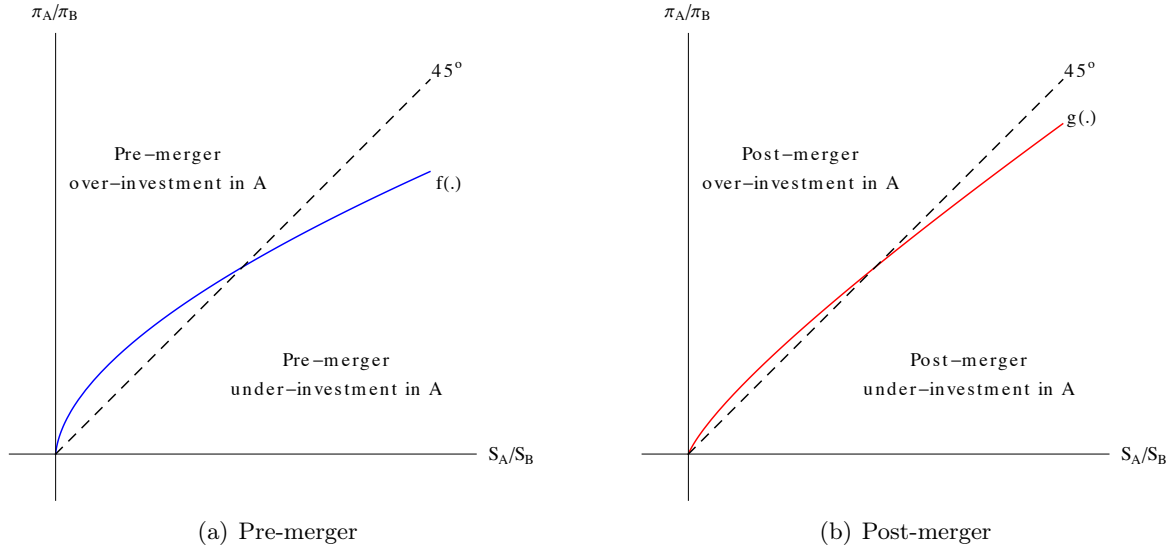 π_A/π_B
45°
f(.)
Pre–merger
over–investment in A
Pre–merger
under–investment in A
S_A/S_B
(a) Pre-merger
π_A/π_B
45°
g(.)
Post–merger
over–investment in A
Post–merger
under–investment in A
S_A/S_B
(b) Post-merger